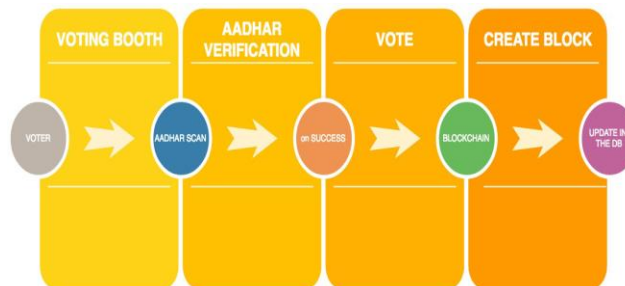 VOTING BOOTH
AADHAR
VERIFICATION
VOTE
CREATE BLOCK
VOTER
AADHAR SCAN
on SUCCESS
BLOCKCHAIN
UPDATE IN
THE DB